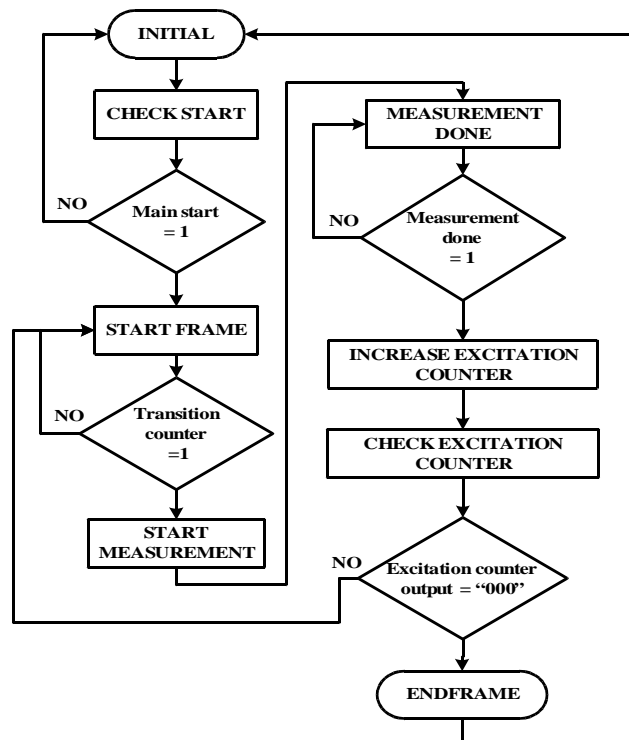 INITIAL
CHECK START
NO
Main start
= 1
START FRAME
NO
Transition
counter
=1
START
MEASUREMENT
MEASUREMENT
DONE
NO
Measurement
done
= 1
INCREASE EXCITATION
COUNTER
CHECK EXCITATION
COUNTER
NO
Excitation counter
output = “000”
ENDFRAME